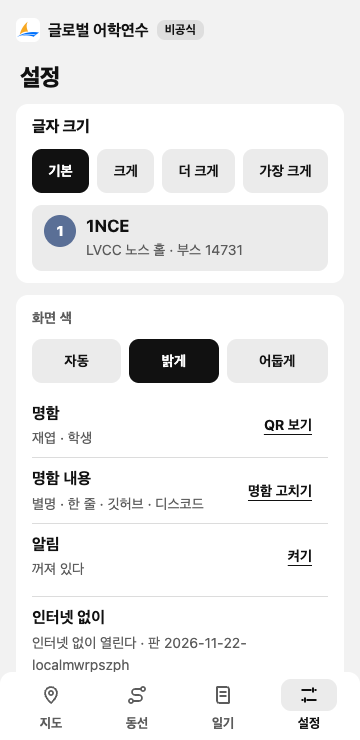 글로벌 어학연수 비공식
설정
글자 크기
기본 크게 더 크게 가장 크게
1 1NCE
LVCC 노스 홀 · 부스 14731
화면 색
자동 밝게 어둡게
명함
재엽 · 학생
QR 보기
명함 내용
별명 · 한 줄 · 깃허브 · 디스코드
명함 고치기
알림
꺼져 있다
켜기
인터넷 없이
인터넷 없이 열린다 · 판 2026-11-22-
localmwrpszph
지도 동선 일기 설정